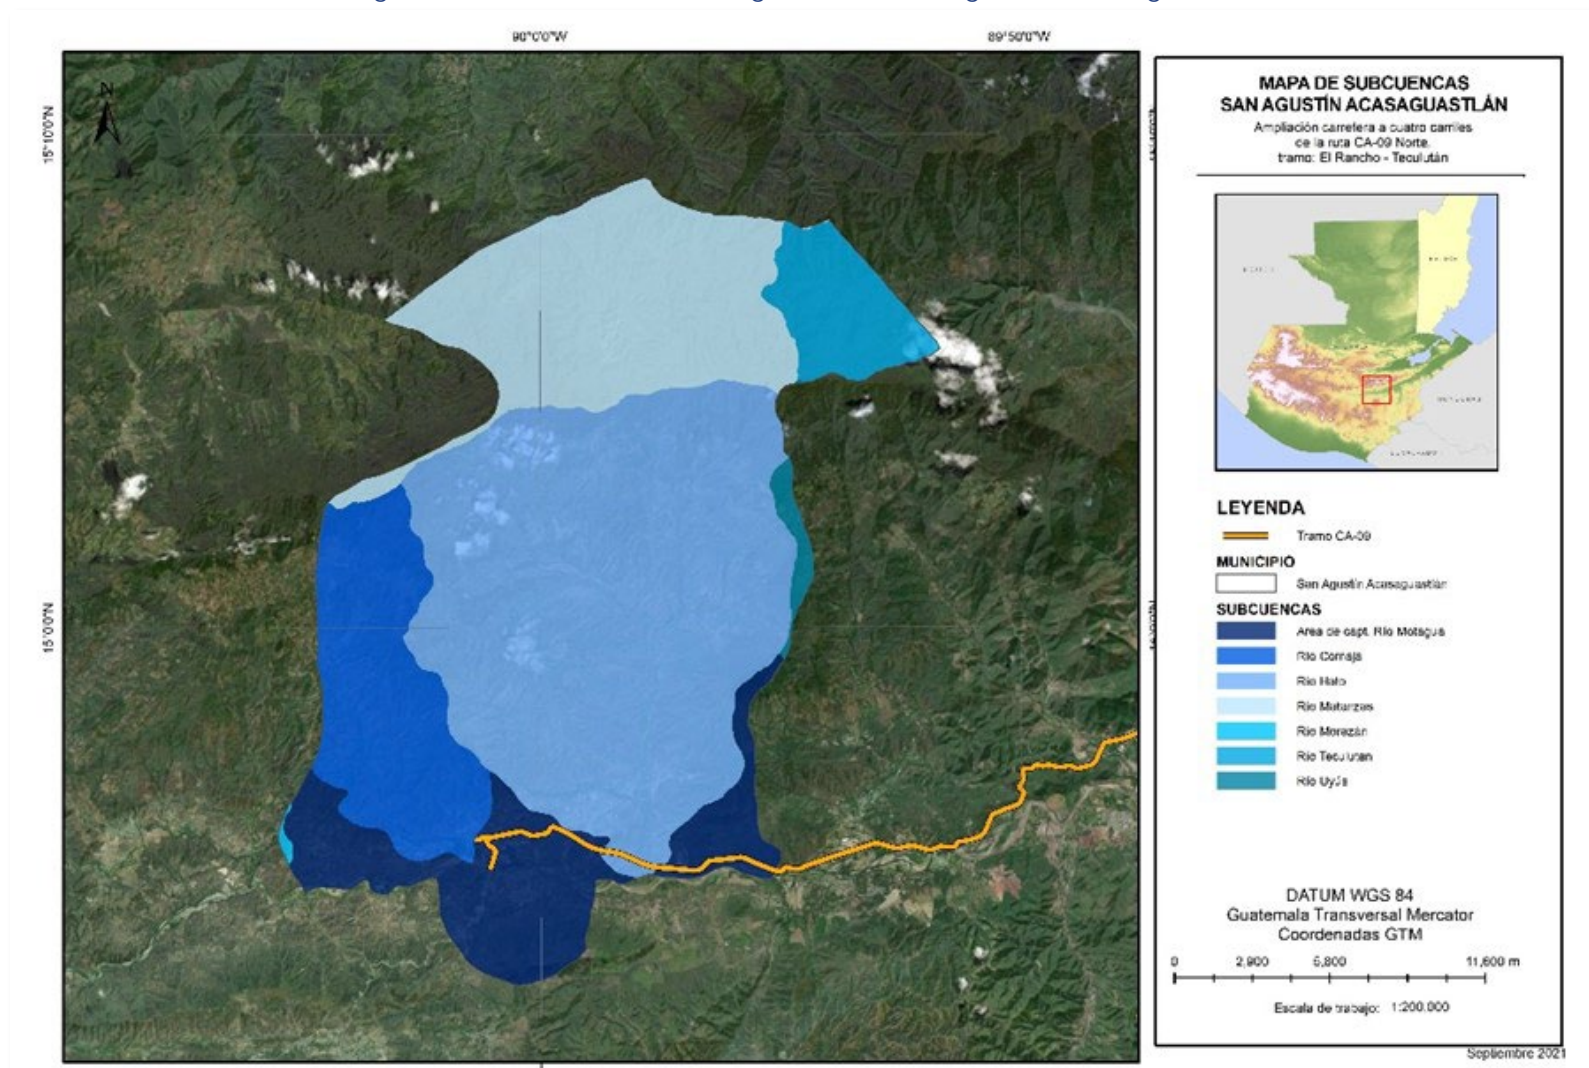 90°0'0"W
89°50'0"W
15°10'0"N
15°0'0"N
N
MAPA DE SUBCUENCAS
SAN AGUSTÍN ACASAGUASTLÁN
Ampliación carretera a cuatro carriles
de la ruta CA-09 Norte,
tramo: El Rancho - Teculután
LEYENDA
Tramo CA-09
MUNICIPIO
San Agustín Acasaguastlán
SUBCUENCAS
Area de capt. Río Motagua
Río Comaja
Río Hato
Río Matanzas
Río Morazán
Río Teculutan
Río Uyús
DATUM WGS 84
Guatemala Transversal Mercator
Coordenadas GTM
0 2,900 5,800 11,600 m
Escala de trabajo: 1:200.000
Septiembre 2021